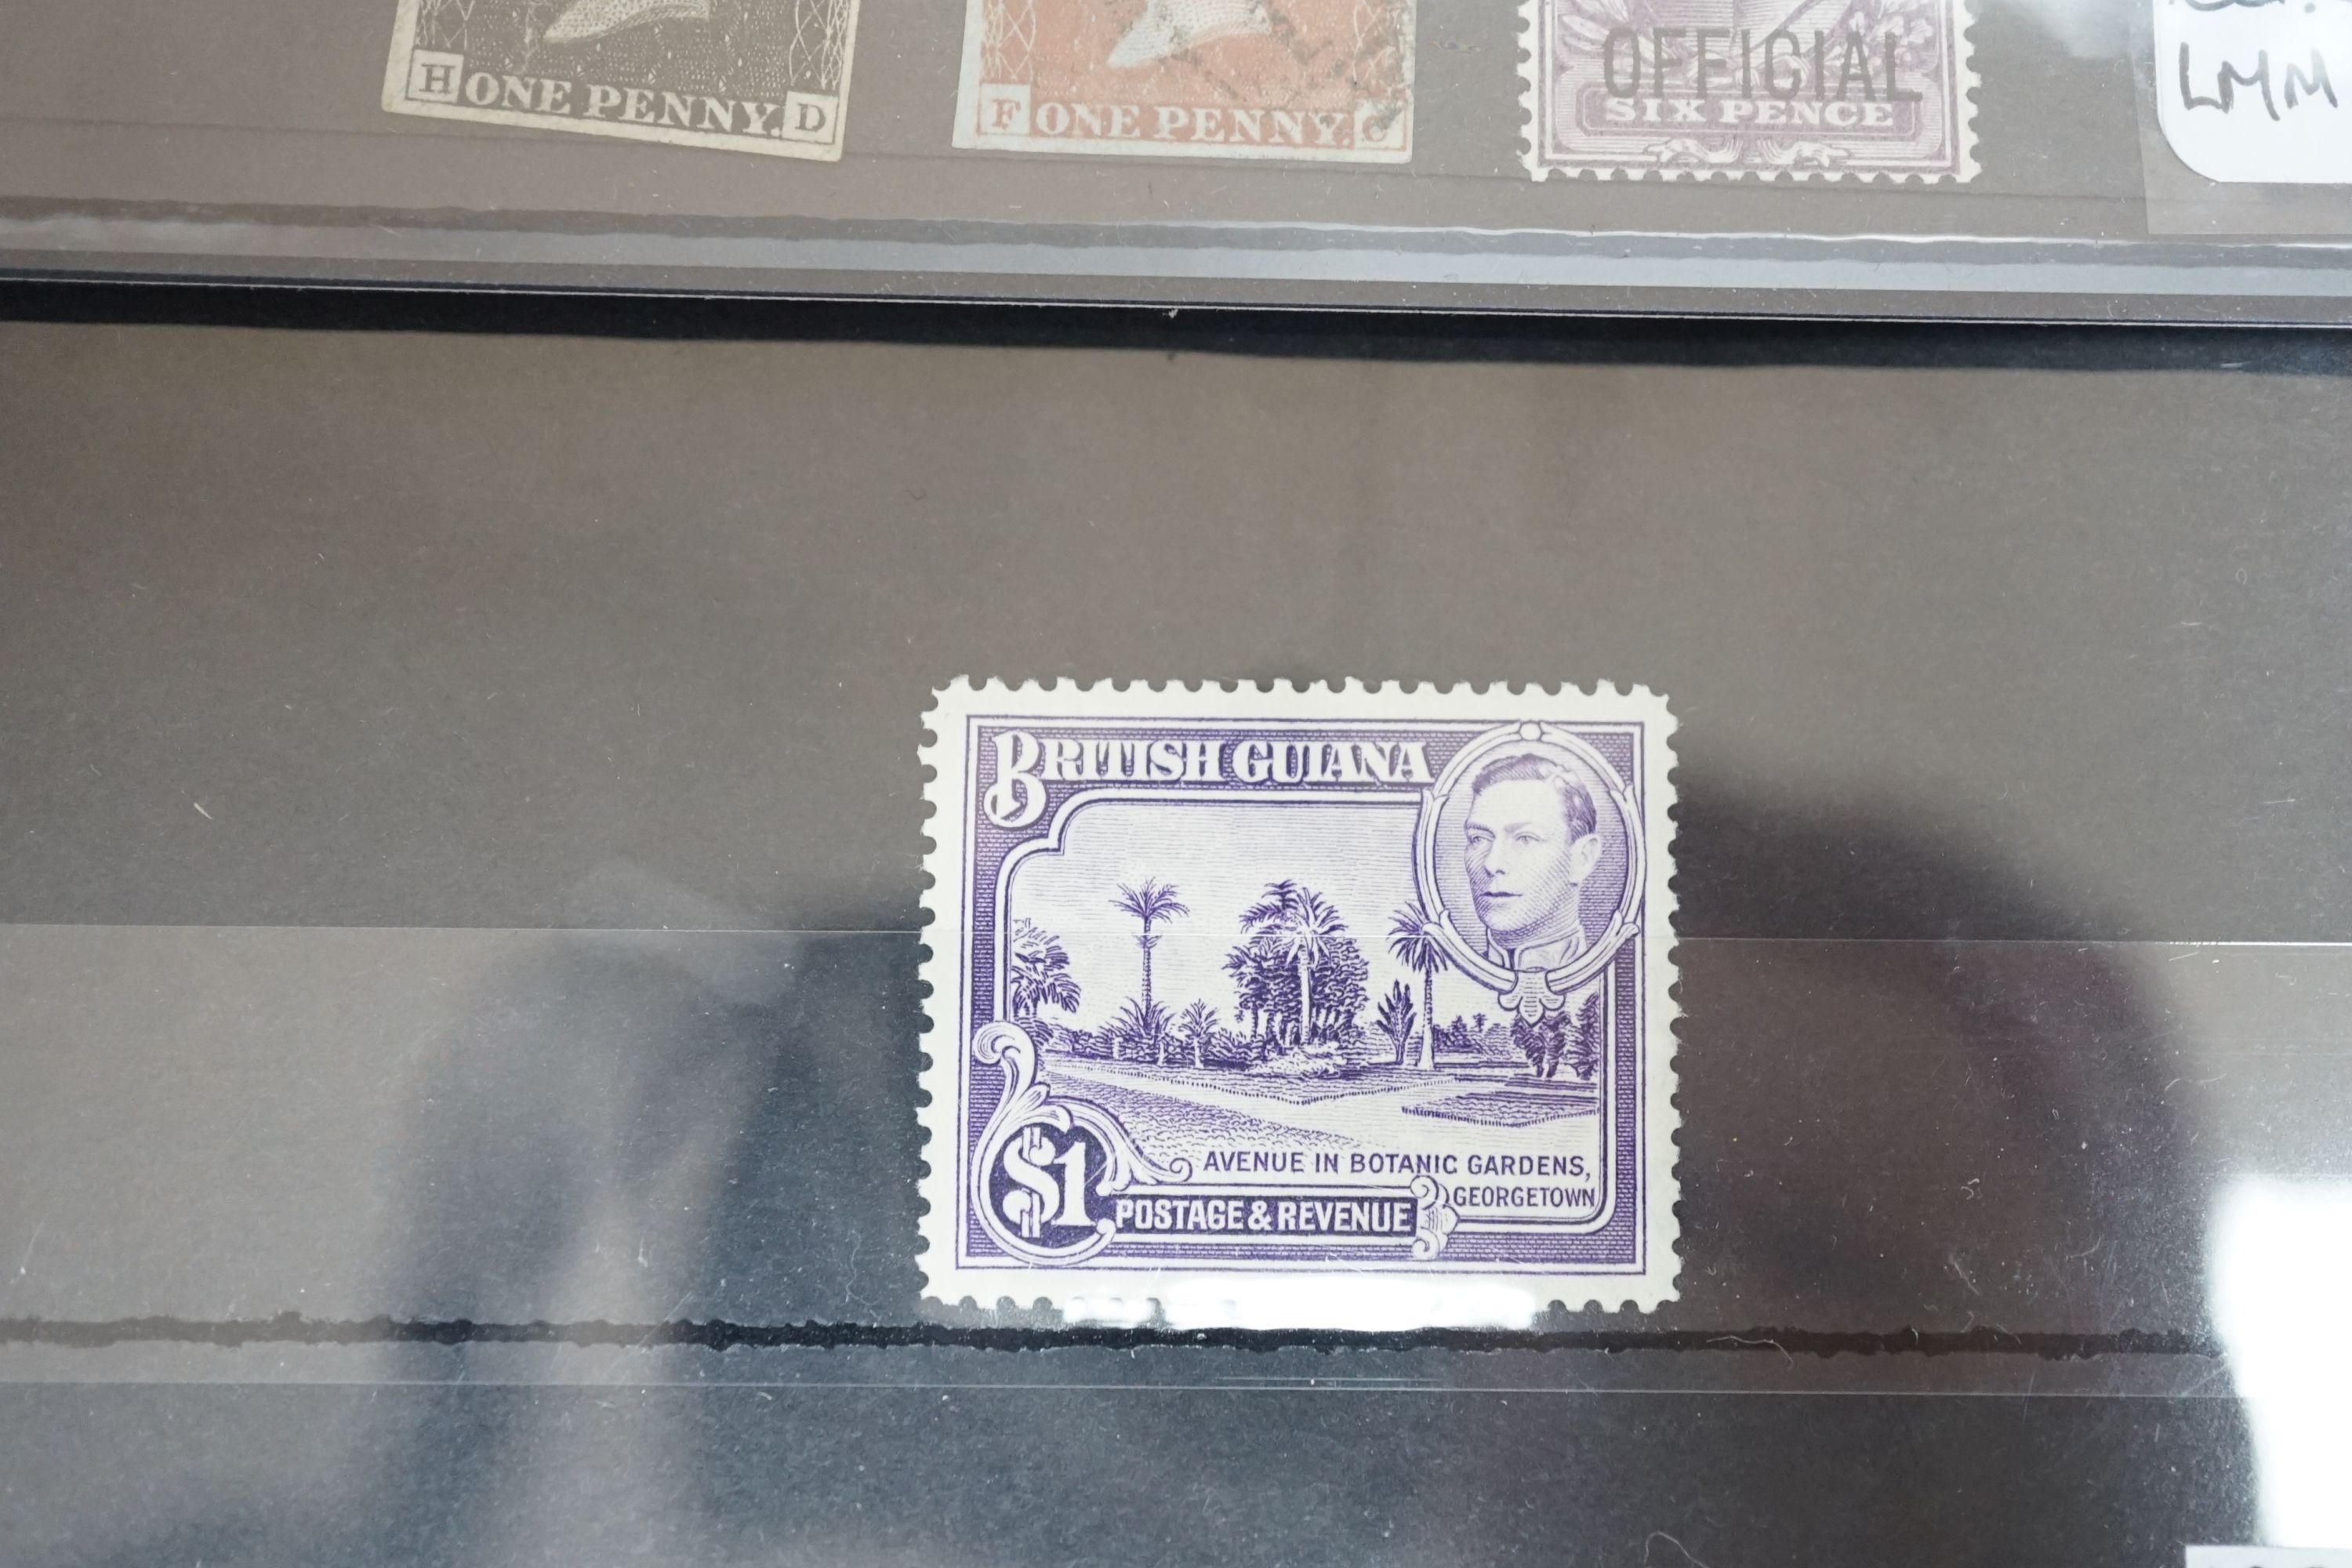 H ONE PENNY. D
F ONE PENNY. C
OFFICIAL
SIX PENCE
LMM
BRITISH GUIANA
AVENUE IN BOTANIC GARDENS,
GEORGETOWN
$1 POSTAGE & REVENUE